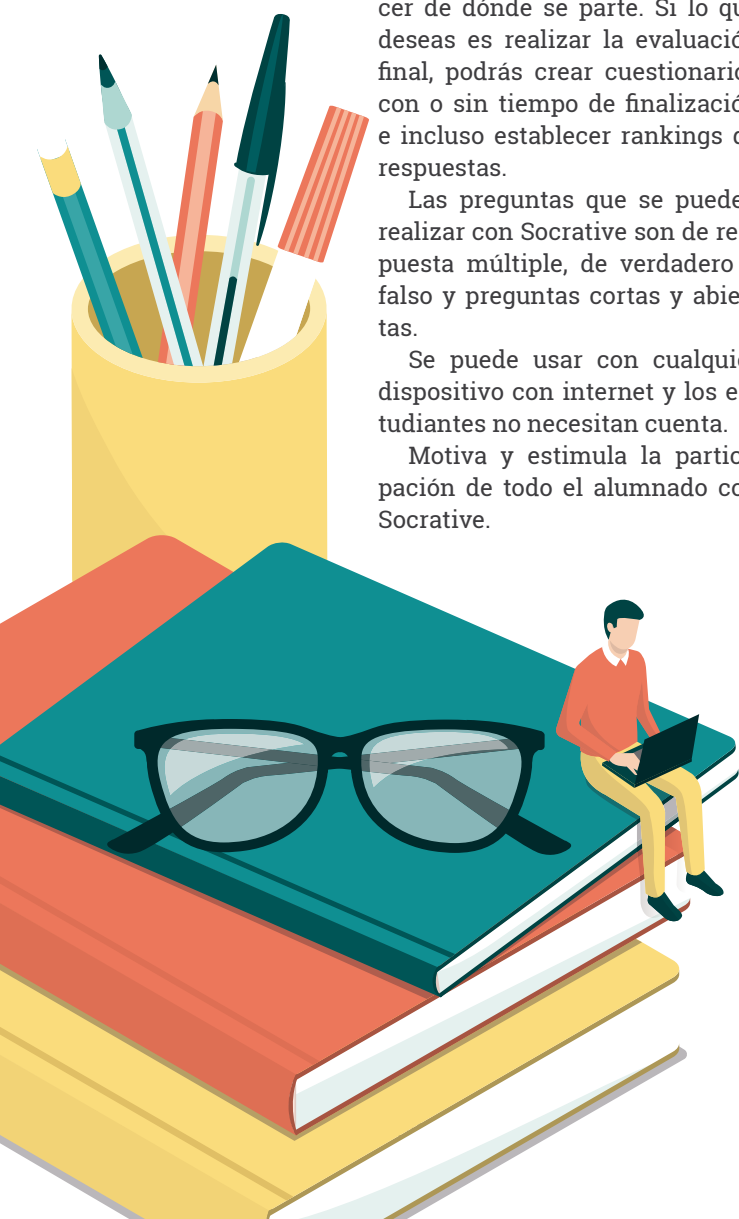 cer de dónde se parte. Si lo qu
deseas es realizar la evaluació
final, podrás crear cuestionario
con o sin tiempo de finalizació
e incluso establecer rankings d
respuestas.
Las preguntas que se puede
realizar con Socrative son de re
puesta múltiple, de verdadero
falso y preguntas cortas y abie
tas.
Se puede usar con cualquie
dispositivo con internet y los e
tudiantes no necesitan cuenta.
Motiva y estimula la partic
pación de todo el alumnado co
Socrative.